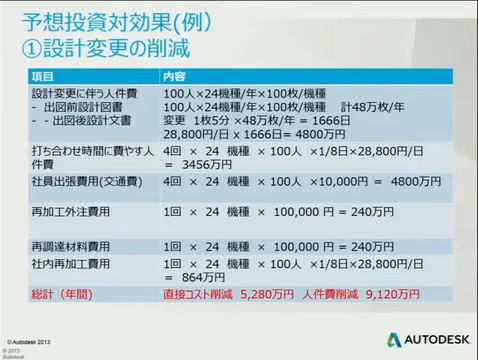 予想投資対効果(例)
①設計変更の削減
項目 内容
設計変更に伴う人件費 100人×24機種/年×100枚/機種
- 出図前設計図書 100人×24機種/年×100枚/機種 計48万枚/年
- - 出図後設計文書 変更 1枚5分 ×48万枚/年 = 1666日
28,800円/日 x 1666日= 4800万円
打ち合わせ時間に費やす人 4回 × 24 機種 × 100人 ×1/8日×28,800円/日
件費 = 3456万円
社員出張費用(交通費) 4回 × 24 機種 × 100人 ×10,000円 = 4800万円
再加工外注費用 1回 × 24 機種 × 100,000 円 = 240万円
再調達材料費用 1回 × 24 機種 × 100,000 円 = 240万円
社内再加工費用 1回 × 24 機種 × 100人 ×1/8日×28,800円/日
= 864万円
総計（年間） 直接コスト削減 5,280万円 人件費削減 9,120万円
© Autodesk 2013
© 2013
Autodesk
AUTODESK